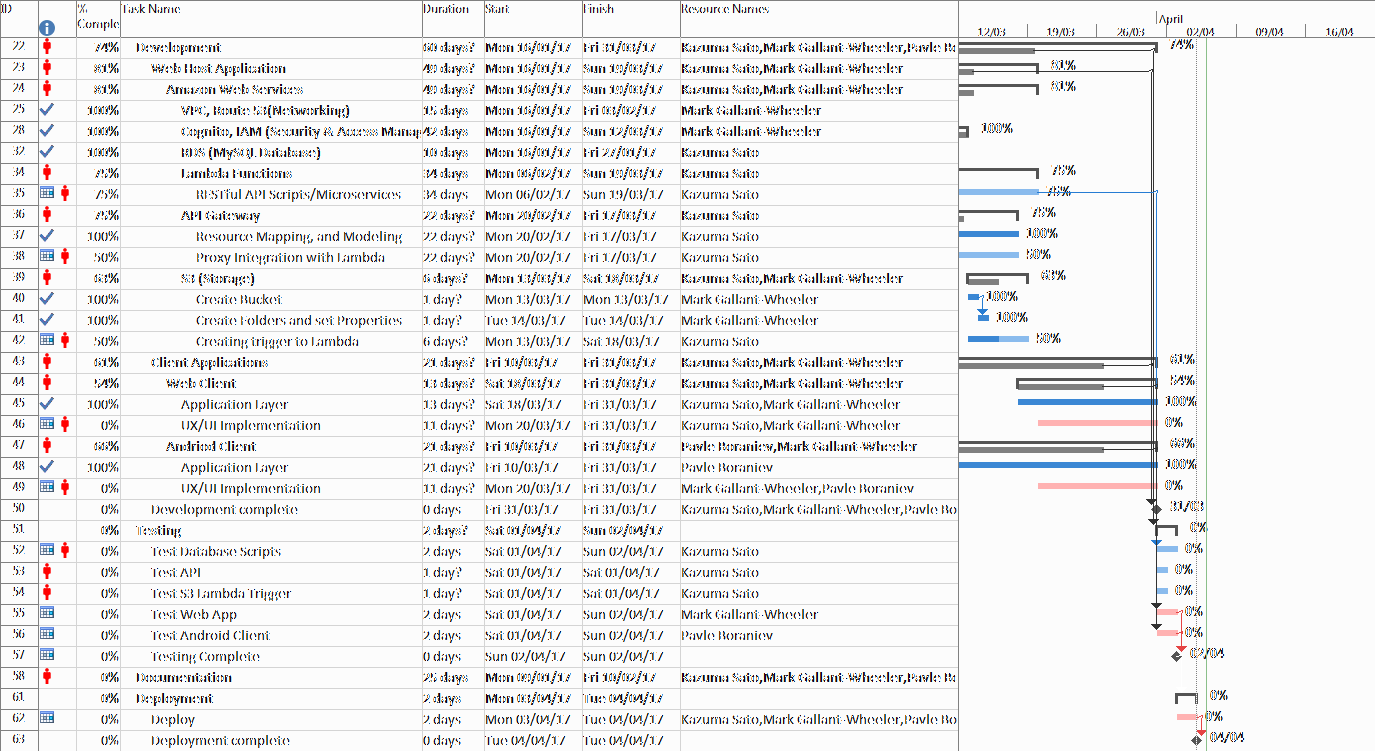 ID % Comple Task Name Duration Start Finish Resource Names
April
12/03 19/03 26/03 02/04 09/04 16/04
22 74% Development 60 days? Mon 16/01/17 Fri 31/03/17 Kazuma Sato,Mark Gallant-Wheeler,Pavle Bo 74%
23 81% Web Host Application 49 days? Mon 16/01/17 Sun 19/03/17 Kazuma Sato,Mark Gallant-Wheeler 81%
24 81% Amazon Web Services 49 days? Mon 16/01/17 Sun 19/03/17 Kazuma Sato,Mark Gallant-Wheeler 81%
25 100% VPC, Route 53(Networking) 15 days Mon 16/01/17 Fri 03/02/17 Mark Gallant-Wheeler
28 100% Cognito, IAM (Security & Access Manag 42 days Mon 16/01/17 Sun 12/03/17 Mark Gallant-Wheeler 100%
32 100% RDS (MySQL Database) 10 days Mon 16/01/17 Fri 27/01/17 Kazuma Sato
34 75% Lambda Functions 34 days Mon 06/02/17 Sun 19/03/17 Kazuma Sato 75%
35 75% RESTful API Scripts/Microservices 34 days Mon 06/02/17 Sun 19/03/17 Kazuma Sato 75%
36 75% API Gateway 22 days? Mon 20/02/17 Fri 17/03/17 Kazuma Sato 75%
37 100% Resource Mapping, and Modeling 22 days? Mon 20/02/17 Fri 17/03/17 Kazuma Sato 100%
38 50% Proxy Integration with Lambda 22 days? Mon 20/02/17 Fri 17/03/17 Kazuma Sato 50%
39 63% S3 (Storage) 6 days? Mon 13/03/17 Sat 18/03/17 Kazuma Sato,Mark Gallant-Wheeler 63%
40 100% Create Bucket 1 day? Mon 13/03/17 Mon 13/03/17 Mark Gallant-Wheeler 100%
41 100% Create Folders and set Properties 1 day? Tue 14/03/17 Tue 14/03/17 Mark Gallant-Wheeler 100%
42 50% Creating trigger to Lambda 6 days? Mon 13/03/17 Sat 18/03/17 Kazuma Sato 50%
43 61% Client Applications 21 days? Fri 10/03/17 Fri 31/03/17 Kazuma Sato,Mark Gallant-Wheeler 61%
44 54% Web Client 13 days? Sat 18/03/17 Fri 31/03/17 Kazuma Sato,Mark Gallant-Wheeler 54%
45 100% Application Layer 13 days? Sat 18/03/17 Fri 31/03/17 Kazuma Sato,Mark Gallant-Wheeler 100%
46 0% UX/UI Implementation 11 days? Mon 20/03/17 Fri 31/03/17 Kazuma Sato,Mark Gallant-Wheeler 0%
47 66% Andriod Client 21 days? Fri 10/03/17 Fri 31/03/17 Pavle Boraniev,Mark Gallant-Wheeler 66%
48 100% Application Layer 21 days? Fri 10/03/17 Fri 31/03/17 Pavle Boraniev 100%
49 0% UX/UI Implementation 11 days? Mon 20/03/17 Fri 31/03/17 Mark Gallant-Wheeler,Pavle Boraniev 0%
50 0% Development complete 0 days Fri 31/03/17 Fri 31/03/17 Kazuma Sato,Mark Gallant-Wheeler,Pavle Bo 31/03
51 0% Testing 2 days? Sat 01/04/17 Sun 02/04/17 0%
52 0% Test Database Scripts 2 days Sat 01/04/17 Sun 02/04/17 Kazuma Sato 0%
53 0% Test API 1 day? Sat 01/04/17 Sat 01/04/17 Kazuma Sato 0%
54 0% Test S3 Lambda Trigger 1 day? Sat 01/04/17 Sat 01/04/17 Kazuma Sato 0%
55 0% Test Web App 2 days Sat 01/04/17 Sun 02/04/17 Mark Gallant-Wheeler 0%
56 0% Test Android Client 2 days Sat 01/04/17 Sun 02/04/17 Pavle Boraniev 0%
57 0% Testing Complete 0 days Sun 02/04/17 Sun 02/04/17 02/04
58 0% Documentation 25 days Mon 09/01/17 Fri 10/02/17 Kazuma Sato,Mark Gallant-Wheeler,Pavle Bo
61 0% Deployment 2 days Mon 03/04/17 Tue 04/04/17 0%
62 0% Deploy 2 days Mon 03/04/17 Tue 04/04/17 Kazuma Sato,Mark Gallant-Wheeler,Pavle Bo 0%
63 0% Deployment complete 0 days Tue 04/04/17 Tue 04/04/17 04/04